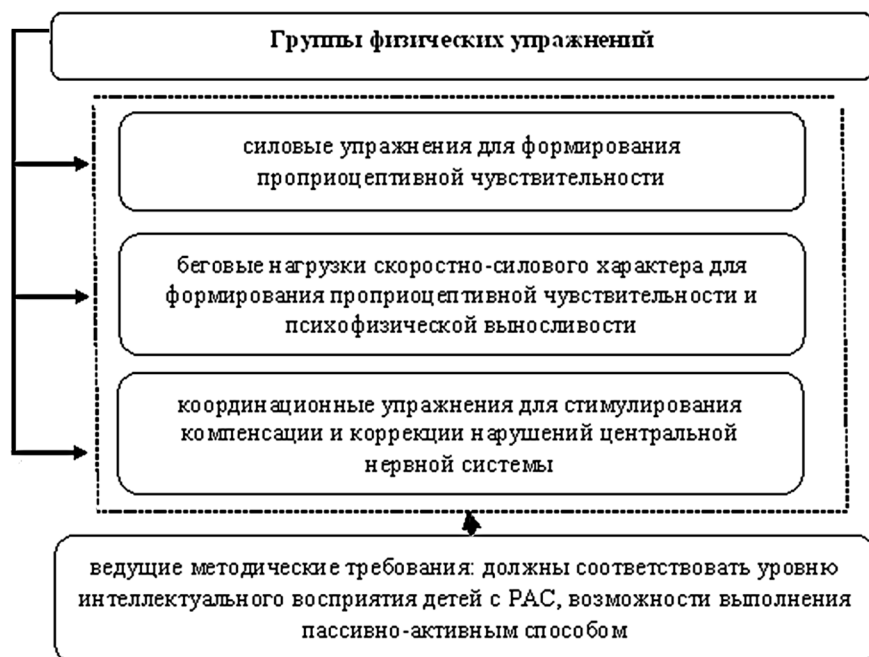 Группы физических упражнений
силовые упражнения для формирования
проприоцептивной чувствительности
беговые нагрузки скоростно-силового характера для
формирования проприоцептивной чувствительности и
психофизической выносливости
координационные упражнения для стимулирования
компенсации и коррекции нарушений центральной
нервной системы
ведущие методические требования: должны соответствовать уровню
интеллектуального восприятия детей с РАС, возможности выполнения
пассивно-активным способом